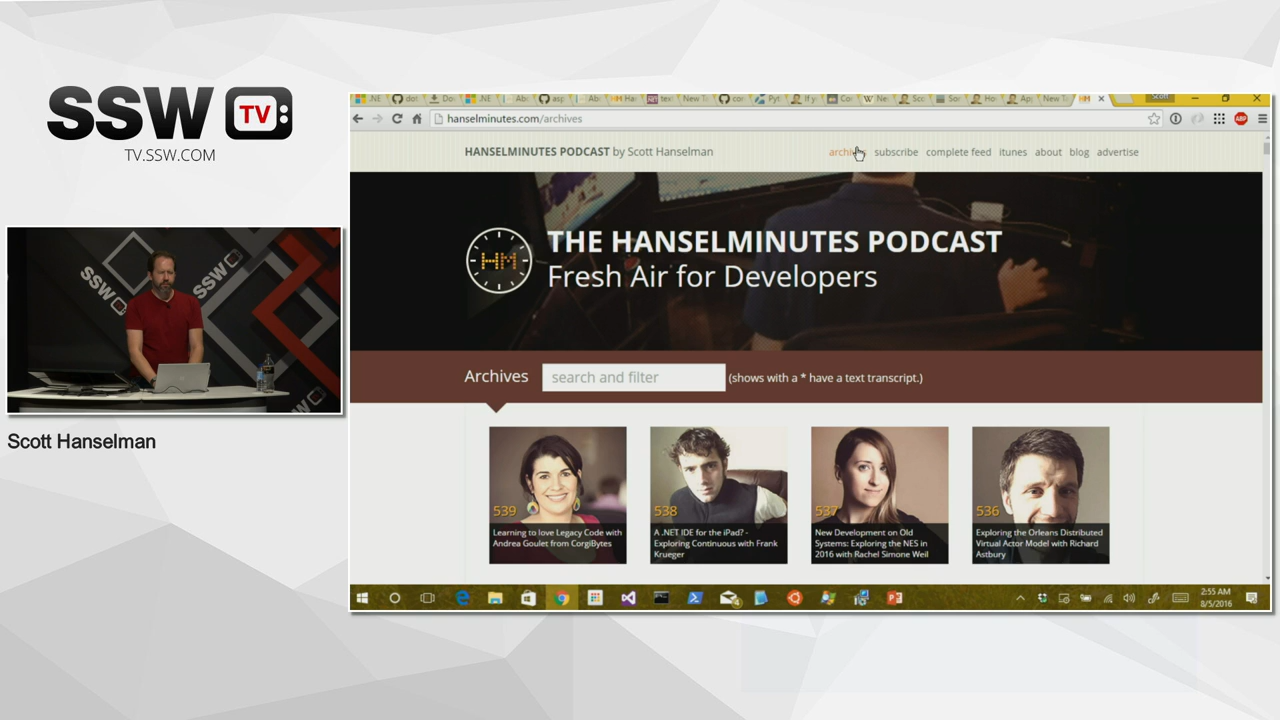 SSW TV
TV.SSW.COM
SSW
SSW
SSW
Scott Hanselman
hanselminutes.com/archives
HANSELMINUTES PODCAST by Scott Hanselman
subscribe complete feed itunes about blog advertise
HM
THE HANSELMINUTES PODCAST
Fresh Air for Developers
Archives
search and filter
(shows with a * have a text transcript.)
539
Learning to love Legacy Code with
Andrea Goulet from CorgiBytes
538
A .NET IDE for the iPad? -
Exploring Continuous with Frank
Krueger
537
New Development on Old
Systems: Exploring the NES in
2016 with Rachel Simone Weil
536
Exploring the Orleans Distributed
Virtual Actor Model with Richard
Astbury
2:55 AM
8/5/2016